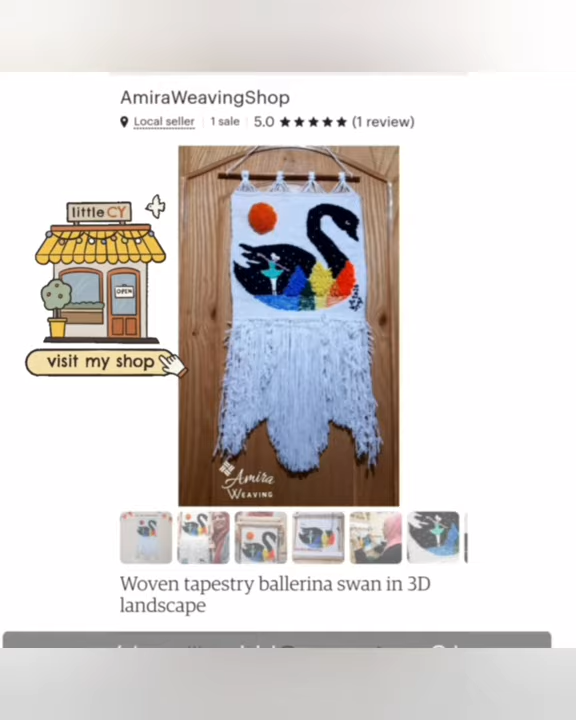 AmiraWeavingShop
Local seller 1 sale 5.0 ★★★★★ (1 review)
little CY
OPEN
visit my shop
Amira
WEAVING
Woven tapestry ballerina swan in 3D
landscape